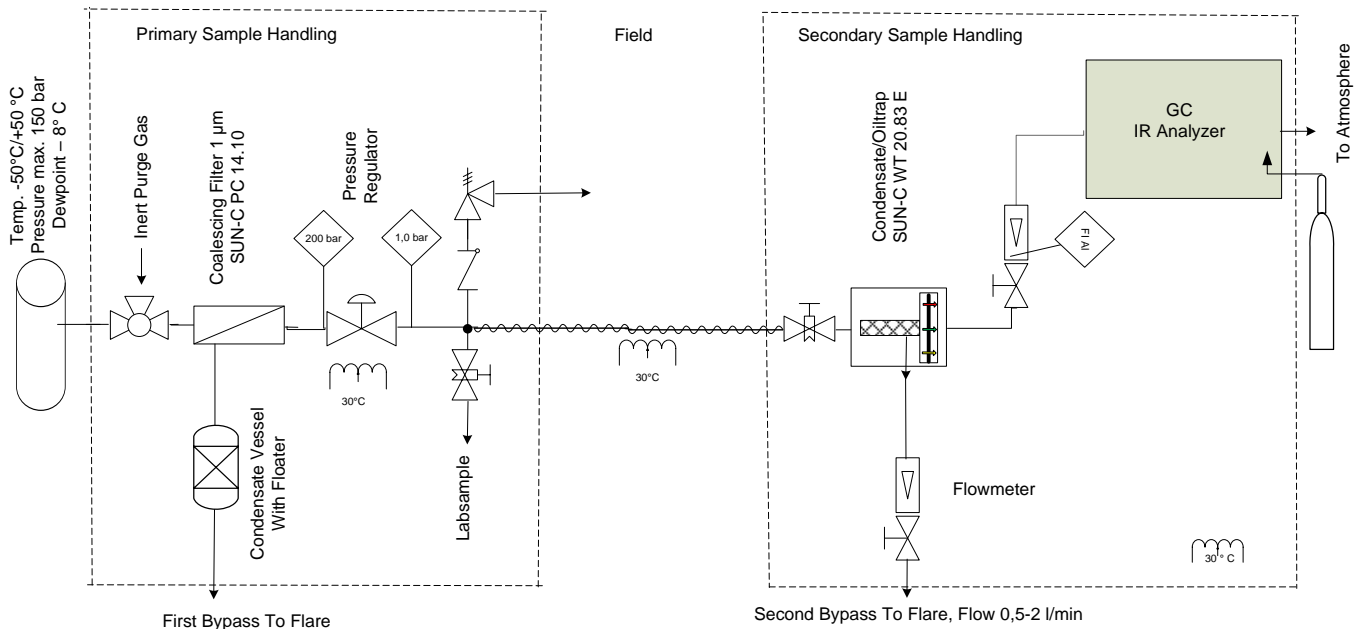 Primary Sample Handling
Field
Secondary Sample Handling
Temp. -50°C/+50 °C
Pressure max. 150 bar
Dewpoint – 8° C
Inert Purge Gas
Coalescing Filter 1 µm
SUN-C PC 14.10
Pressure
Regulator
200 bar
1,0 bar
30°C
30°C
Condensate/Oiltrap
SUN-C WT 20.83 E
GC
IR Analyzer
To Atmosphere
FI AI
Condensate Vessel
With Floater
Labsample
Flowmeter
30 ° C
First Bypass To Flare
Second Bypass To Flare, Flow 0,5-2 l/min